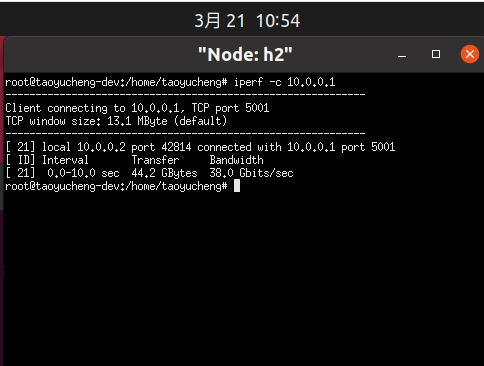 3月 21 10:54
"Node: h2"
root@taoyucheng-dev:/home/taoyucheng# iperf -c 10.0.0.1
------------------------------------------------------------
Client connecting to 10.0.0.1, TCP port 5001
TCP window size: 13.1 MByte (default)
------------------------------------------------------------
[ 21] local 10.0.0.2 port 42814 connected with 10.0.0.1 port 5001
[ ID] Interval       Transfer     Bandwidth
[ 21]  0.0-10.0 sec  44.2 GBytes  38.0 Gbits/sec
root@taoyucheng-dev:/home/taoyucheng#